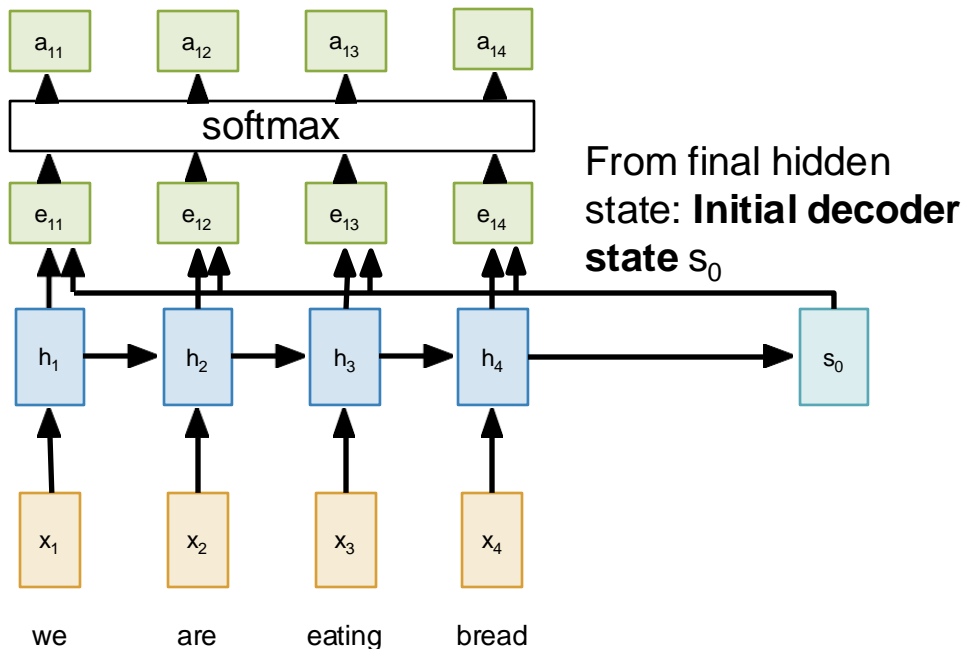 a₁₁ a₁₂ a₁₃ a₁₄
softmax
From final hidden
state: Initial decoder
state s₀
e₁₁ e₁₂ e₁₃ e₁₄
h₁ h₂ h₃ h₄ s₀
x₁ x₂ x₃ x₄
we are eating bread